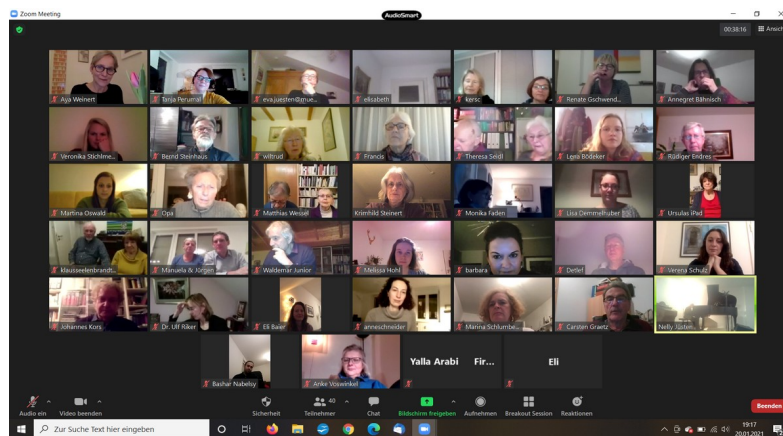 Zoom Meeting
AudioSmart
00:38:16 Ansich
Aya Weinert
Tanja Perumal
eva.juesten@mue...
elisabeth
kersc
Renate Gschwend...
Annegret Bähnisch
Veronika Stichlme...
Bernd Steinhaus
wiltrud
Francis
Theresa Seidl
Lena Bödeker
Rüdiger Endres
Martina Oswald
Opa
Matthias Wessel
Krimhild Steinert
Monika Faden
Lisa Demmelhuber
Ursulas iPad
klausseelenbrandt...
Manuela & Jürgen
Waldemar Junior
Melissa Hohl
barbara
Detlef
Verena Schulz
Johannes Kors
Dr. Ulf Riker
Eli Baier
anneschneider
Marina Schlumbe...
Carsten Graetz
Nelly Jüsten
Bashar Nabelsy
Anke Voswinkel
Yalla Arabi Fir...
Eli
40
Audio ein
Video beenden
Sicherheit
Teilnehmer
Chat
Bildschirm freigeben
Aufnehmen
Breakout Session
Reaktionen
Beenden
Zur Suche Text hier eingeben
19:17
20.01.2021